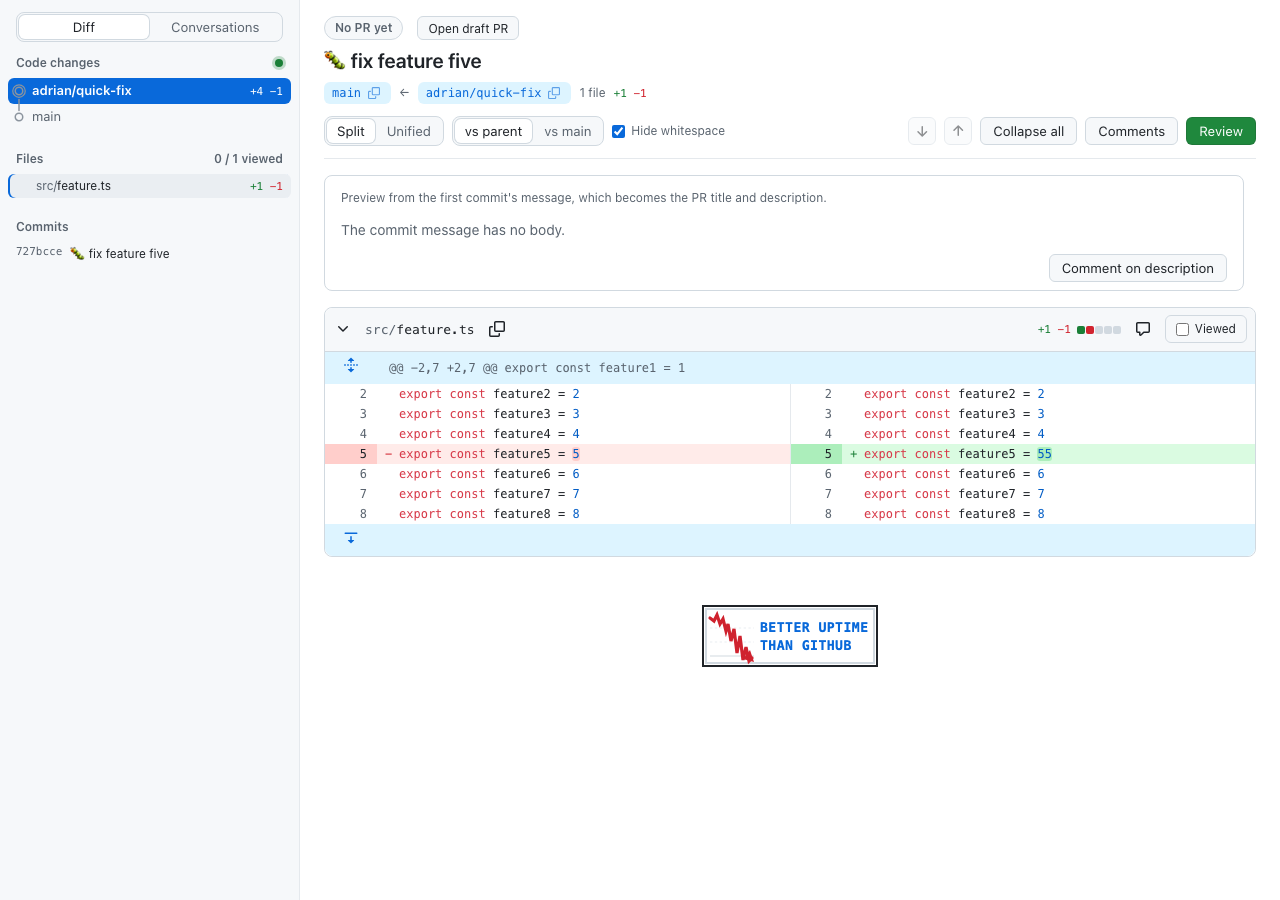 Diff Conversations
Code changes
adrian/quick-fix +4 −1
main
Files 0 / 1 viewed
src/feature.ts +1 −1
Commits
727bcce 🐛 fix feature five
No PR yet Open draft PR
🐛 fix feature five
main ← adrian/quick-fix 1 file +1 −1
Split Unified vs parent vs main Hide whitespace ↓ ↑ Collapse all Comments Review
Preview from the first commit's message, which becomes the PR title and description.
The commit message has no body.
Comment on description
src/feature.ts +1 −1 Viewed
@@ −2,7 +2,7 @@ export const feature1 = 1
2 export const feature2 = 2 2 export const feature2 = 2
3 export const feature3 = 3 3 export const feature3 = 3
4 export const feature4 = 4 4 export const feature4 = 4
5 − export const feature5 = 5 5 + export const feature5 = 55
6 export const feature6 = 6 6 export const feature6 = 6
7 export const feature7 = 7 7 export const feature7 = 7
8 export const feature8 = 8 8 export const feature8 = 8
BETTER UPTIME
THAN GITHUB